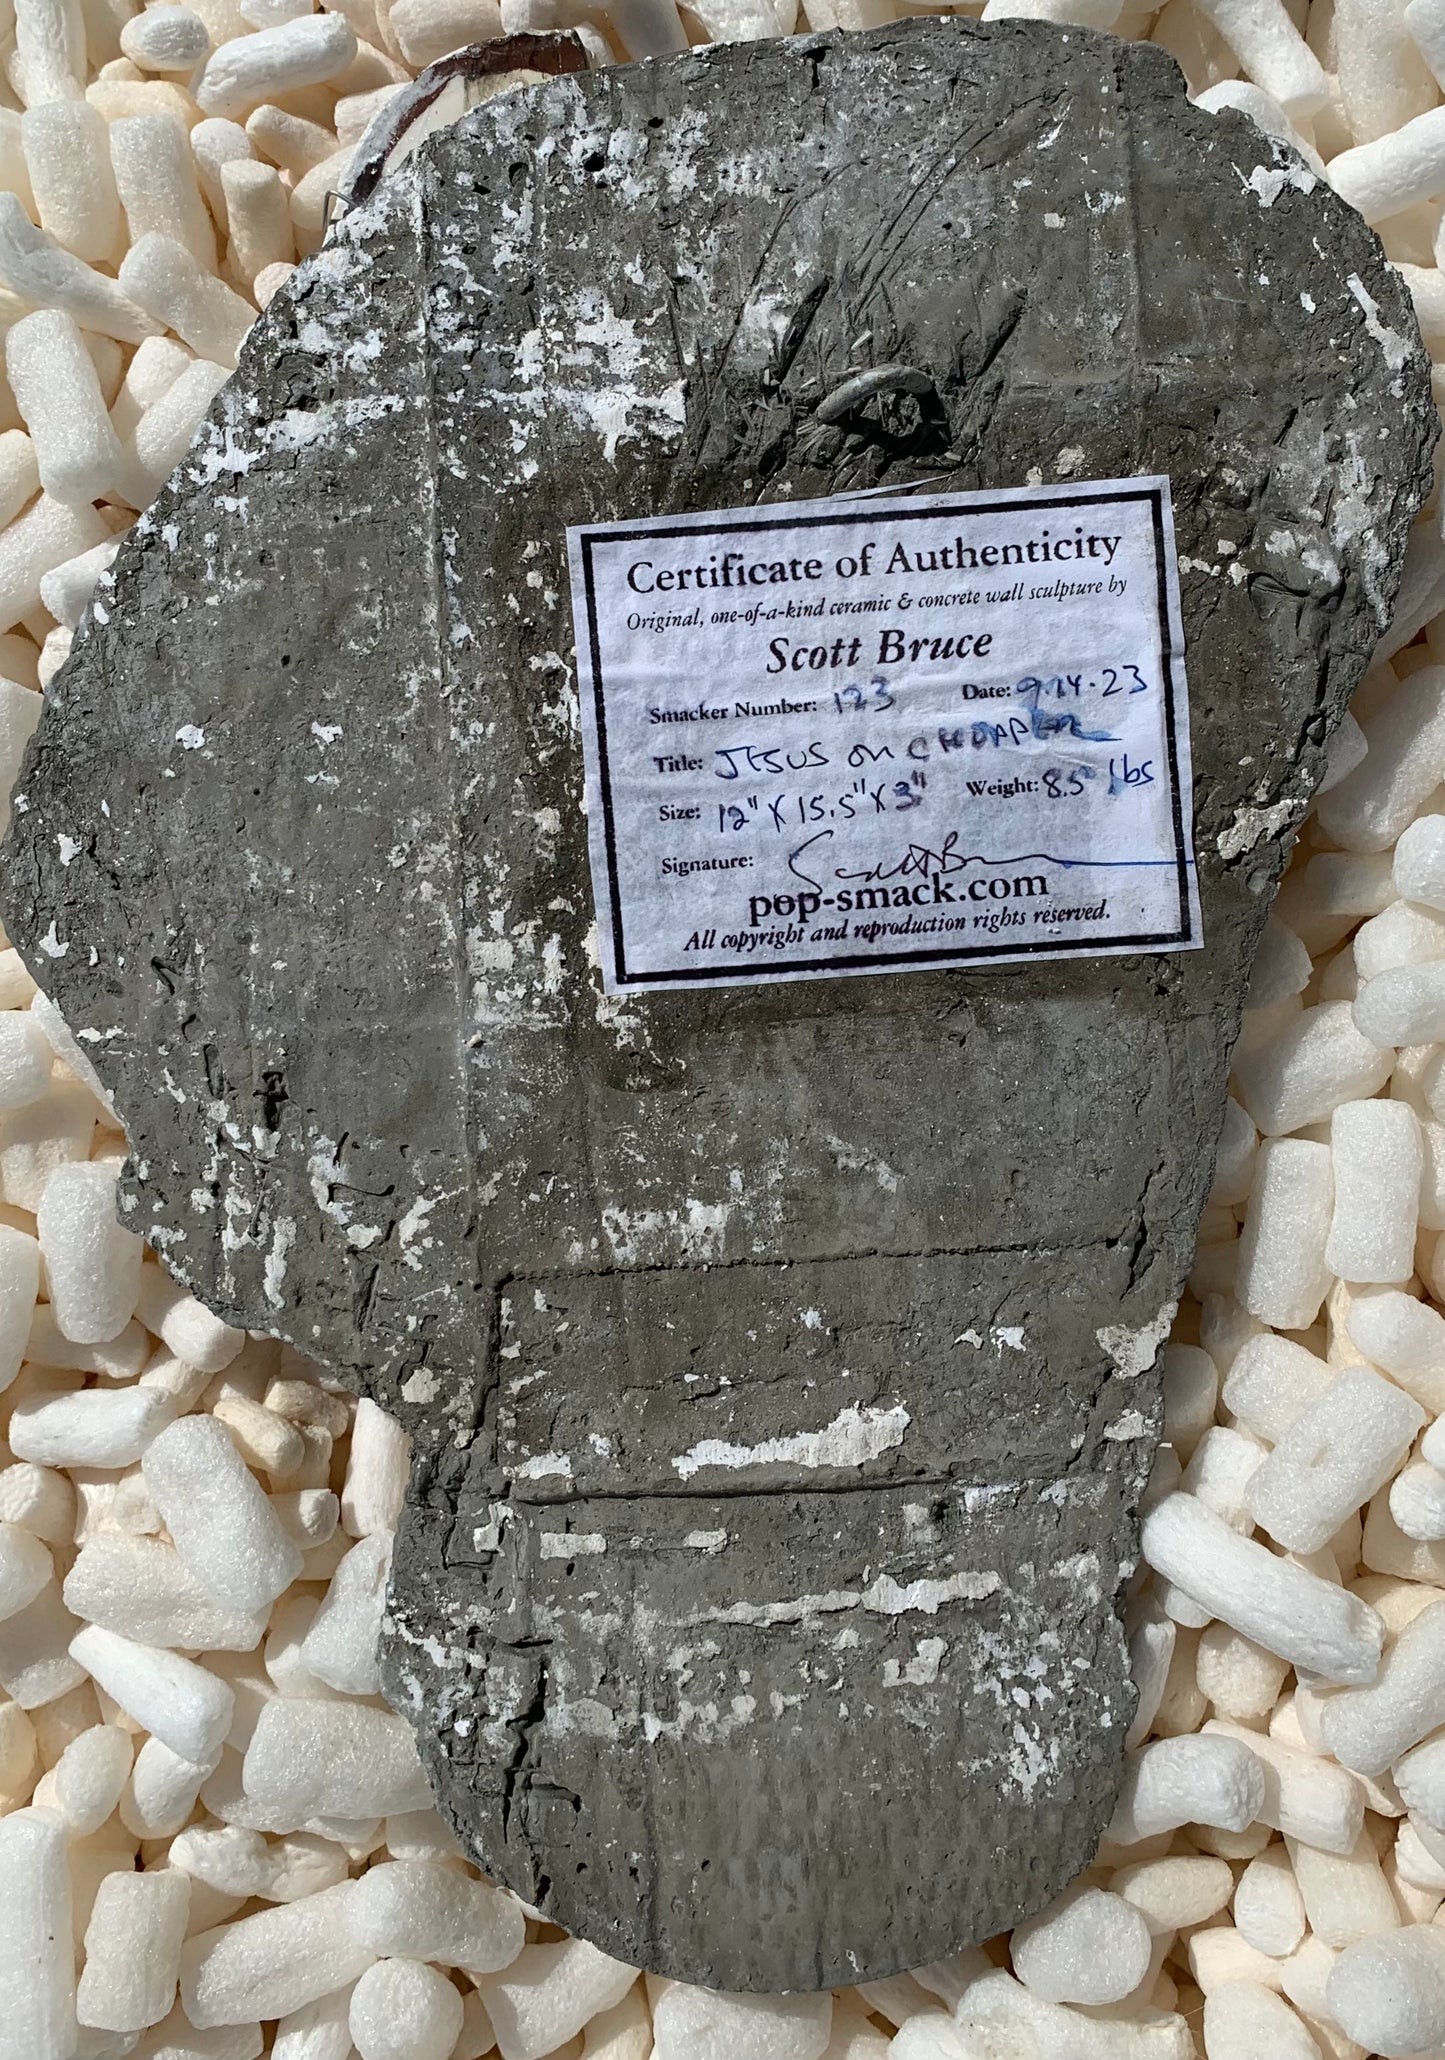 Certificate of Authenticity
Original, one-of-a-kind ceramic & concrete wall sculpture by
Scott Bruce
Smacker Number: 123 Date: 9.14.23
Title: JESUS ON CHOPPER
Size: 12" X 15.5" X 3" Weight: 8.5 lbs
Signature: Scott B
pop-smack.com
All copyright and reproduction rights reserved.